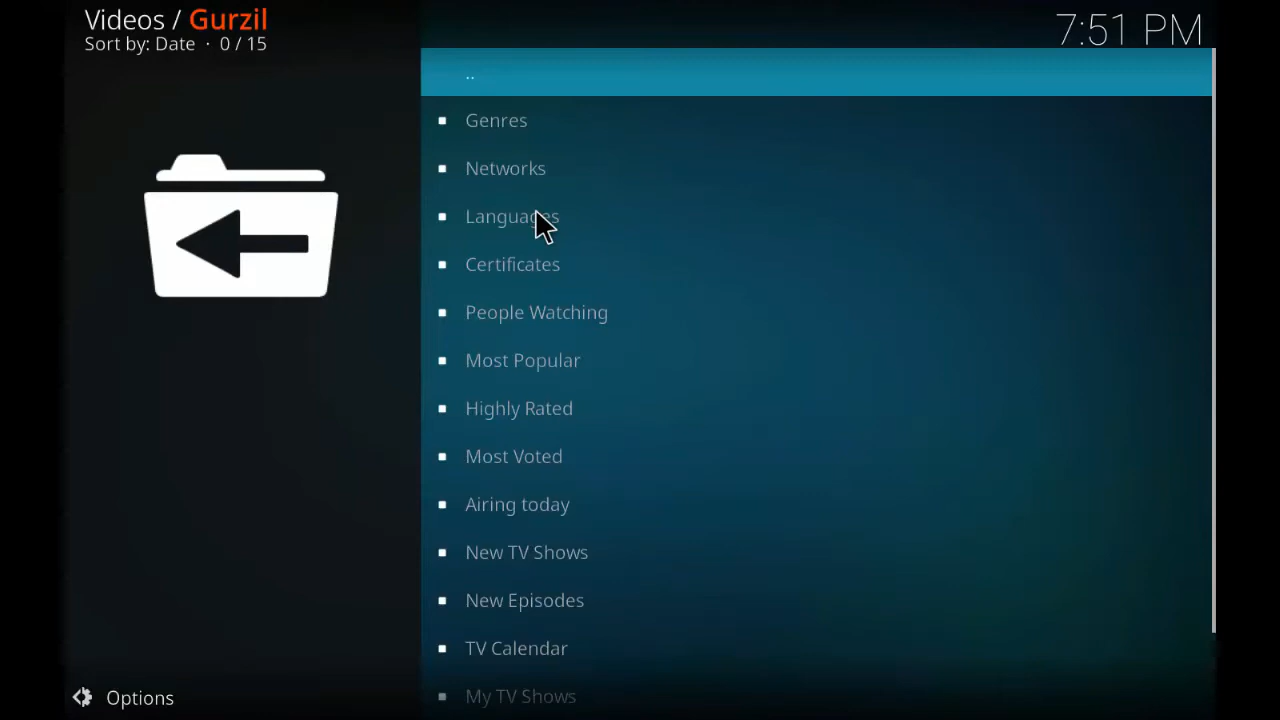 Videos / Gurzil
Sort by: Date · 0 / 15
7:51 PM
..
Genres
Networks
Languages
Certificates
People Watching
Most Popular
Highly Rated
Most Voted
Airing today
New TV Shows
New Episodes
TV Calendar
My TV Shows
Options